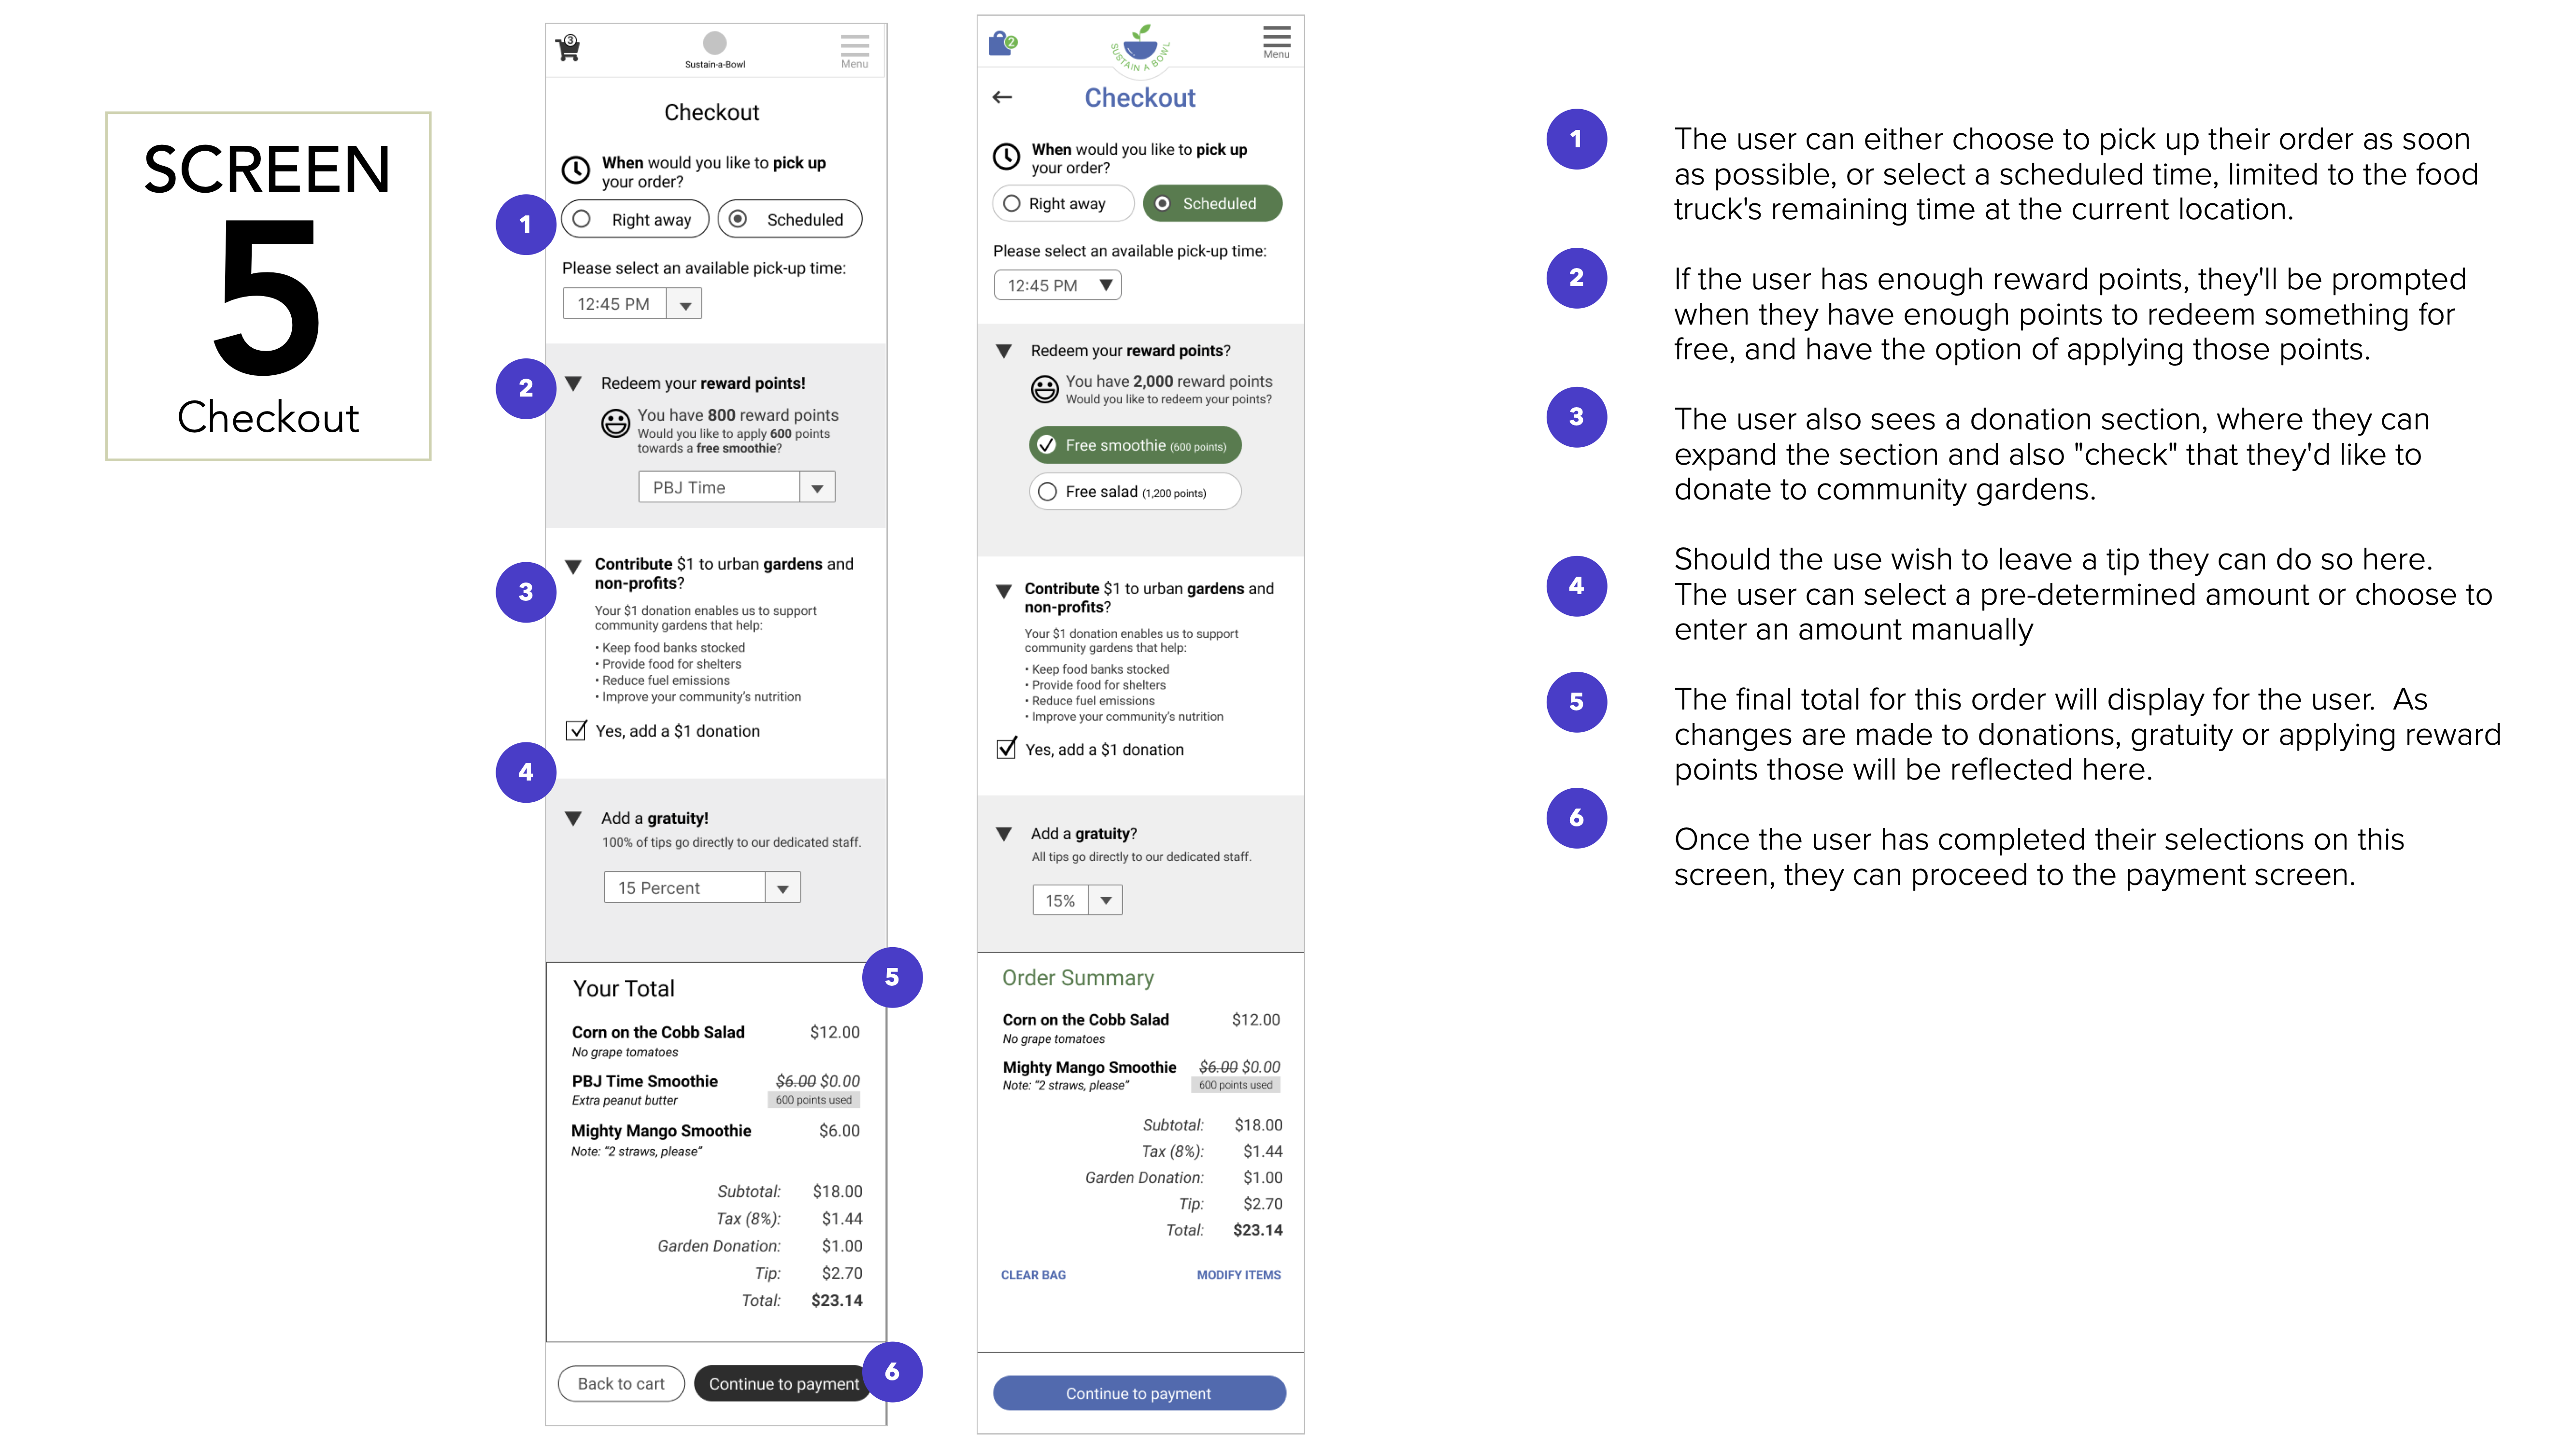 SCREEN
5
Checkout
3
Sustain-a-Bowl
Menu
Checkout
When would you like to pick up
your order?
1
Right away
Scheduled
Please select an available pick-up time:
12:45 PM
2
Redeem your reward points!
You have 800 reward points
Would you like to apply 600 points
towards a free smoothie?
PBJ Time
3
Contribute $1 to urban gardens and
non-profits?
Your $1 donation enables us to support
community gardens that help:
• Keep food banks stocked
• Provide food for shelters
• Reduce fuel emissions
• Improve your community's nutrition
Yes, add a $1 donation
4
Add a gratuity!
100% of tips go directly to our dedicated staff.
15 Percent
5
Your Total
Corn on the Cobb Salad $12.00
No grape tomatoes
PBJ Time Smoothie $6.00 $0.00
Extra peanut butter 600 points used
Mighty Mango Smoothie $6.00
Note: “2 straws, please”
Subtotal: $18.00
Tax (8%): $1.44
Garden Donation: $1.00
Tip: $2.70
Total: $23.14
Back to cart
Continue to payment
6
2
SUSTAIN A BOWL
Menu
Checkout
When would you like to pick up
your order?
Right away
Scheduled
Please select an available pick-up time:
12:45 PM
Redeem your reward points?
You have 2,000 reward points
Would you like to redeem your points?
Free smoothie (600 points)
Free salad (1,200 points)
Contribute $1 to urban gardens and
non-profits?
Your $1 donation enables us to support
community gardens that help:
• Keep food banks stocked
• Provide food for shelters
• Reduce fuel emissions
• Improve your community's nutrition
Yes, add a $1 donation
Add a gratuity?
All tips go directly to our dedicated staff.
15%
Order Summary
Corn on the Cobb Salad $12.00
No grape tomatoes
Mighty Mango Smoothie $6.00 $0.00
Note: “2 straws, please” 600 points used
Subtotal: $18.00
Tax (8%): $1.44
Garden Donation: $1.00
Tip: $2.70
Total: $23.14
CLEAR BAG
MODIFY ITEMS
Continue to payment
1
The user can either choose to pick up their order as soon
as possible, or select a scheduled time, limited to the food
truck's remaining time at the current location.
2
If the user has enough reward points, they'll be prompted
when they have enough points to redeem something for
free, and have the option of applying those points.
3
The user also sees a donation section, where they can
expand the section and also "check" that they'd like to
donate to community gardens.
4
Should the use wish to leave a tip they can do so here.
The user can select a pre-determined amount or choose to
enter an amount manually
5
The final total for this order will display for the user.  As
changes are made to donations, gratuity or applying reward
points those will be reflected here.
6
Once the user has completed their selections on this
screen, they can proceed to the payment screen.